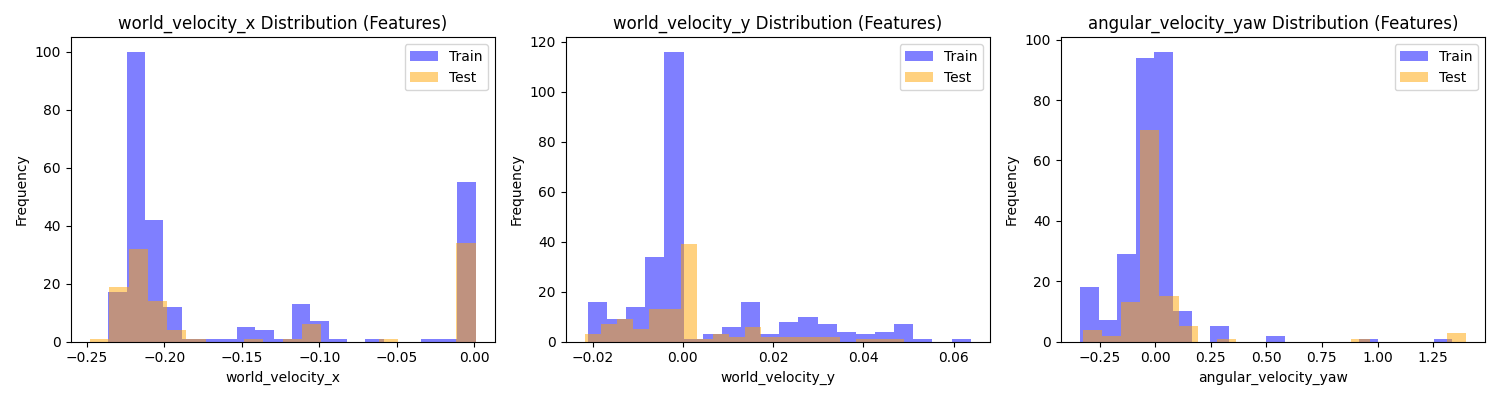 world_velocity_x Distribution (Features)
100
80
60
40
20
0
Frequency
−0.25
−0.20
−0.15
−0.10
−0.05
0.00
world_velocity_x
Train
Test
world_velocity_y Distribution (Features)
120
100
80
60
40
20
0
Frequency
−0.02
0.00
0.02
0.04
0.06
world_velocity_y
Train
Test
angular_velocity_yaw Distribution (Features)
100
80
60
40
20
0
Frequency
−0.25
0.00
0.25
0.50
0.75
1.00
1.25
angular_velocity_yaw
Train
Test